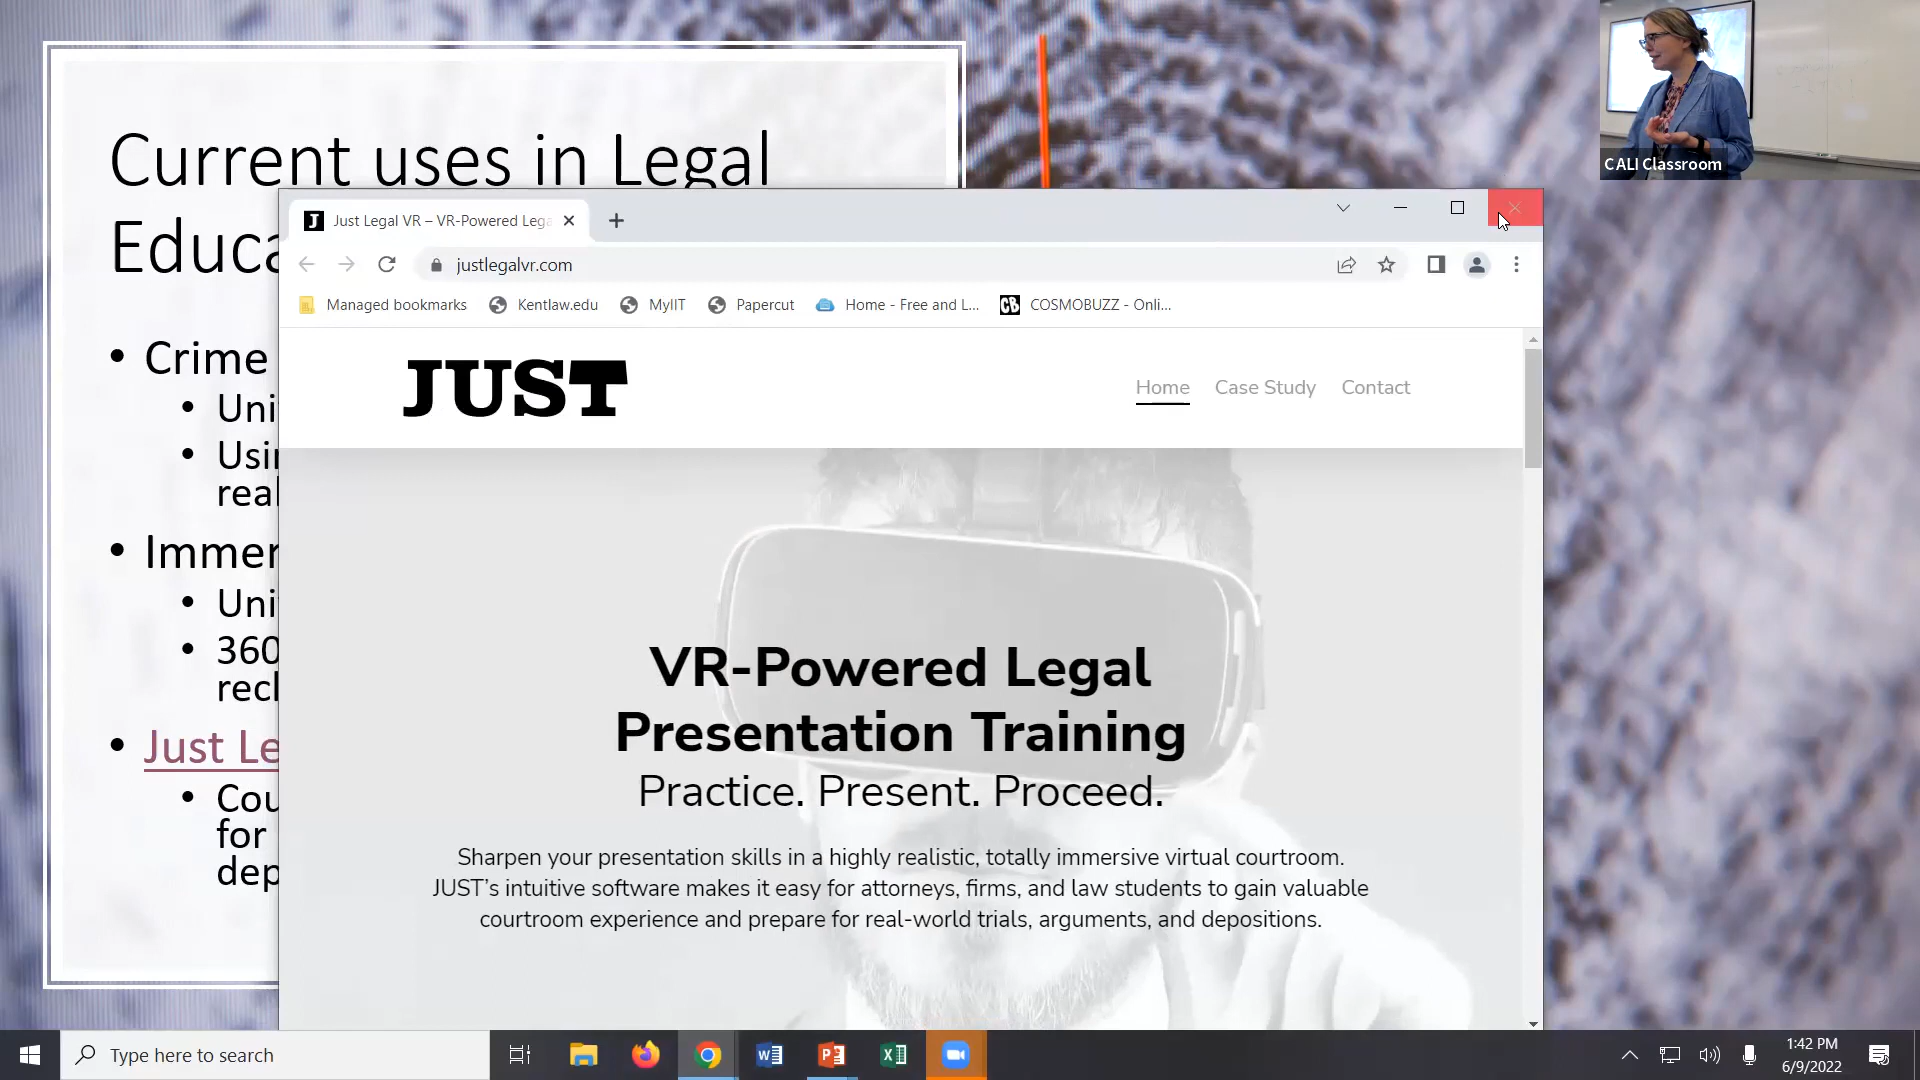 Current uses in Legal
Educa
Crime
Uni
Usin
real
Immer
Uni
360
recl
Just Le
Cou
for
dep
CALI Classroom
Just Legal VR – VR-Powered Lega
justlegalvr.com
Managed bookmarks
Kentlaw.edu
MyIIT
Papercut
Home - Free and L...
CB
COSMOBUZZ - Onli...
JUST
Home
Case Study
Contact
VR-Powered Legal
Presentation Training
Practice. Present. Proceed.
Sharpen your presentation skills in a highly realistic, totally immersive virtual courtroom.
JUST's intuitive software makes it easy for attorneys, firms, and law students to gain valuable
courtroom experience and prepare for real-world trials, arguments, and depositions.
Type here to search
1:42 PM
6/9/2022